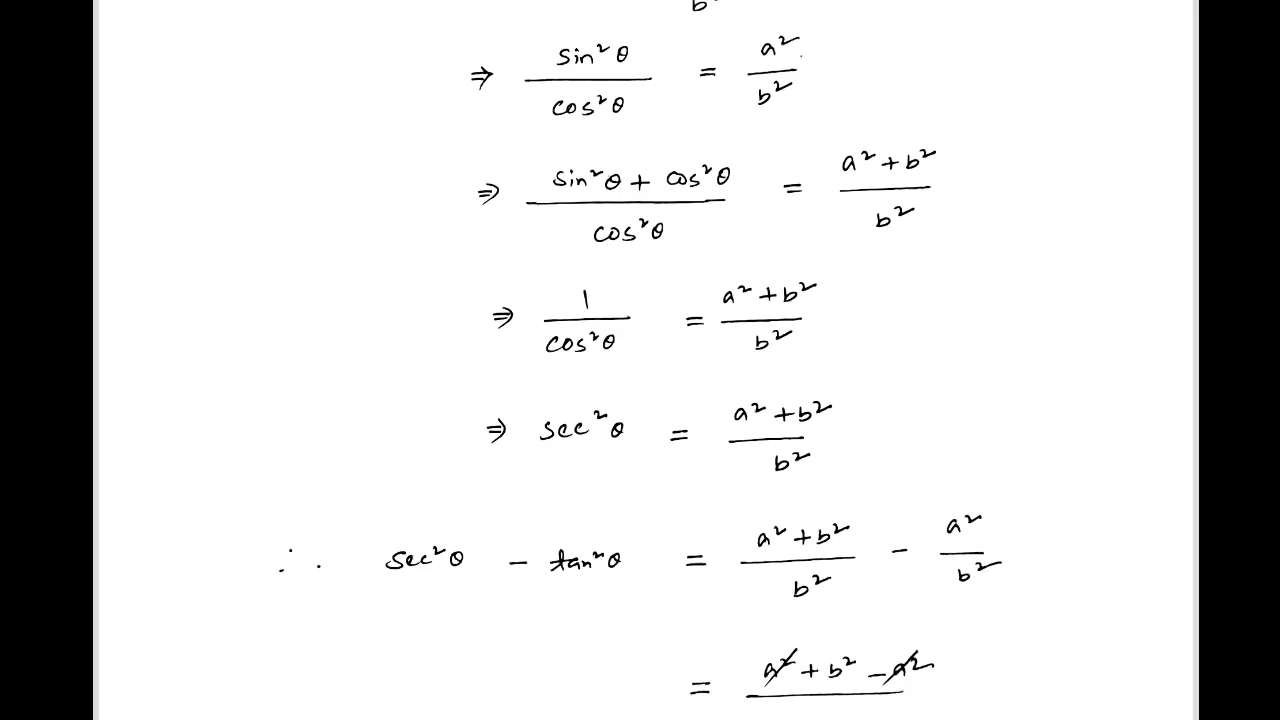 b²
⇒ sin²θ / cos²θ = a² / b²
⇒ (sin²θ + cos²θ) / cos²θ = (a² + b²) / b²
⇒ 1 / cos²θ = (a² + b²) / b²
⇒ sec²θ = (a² + b²) / b²
∴ sec²θ - tan²θ = (a² + b²) / b² - a² / b²
= a² + b² - a²